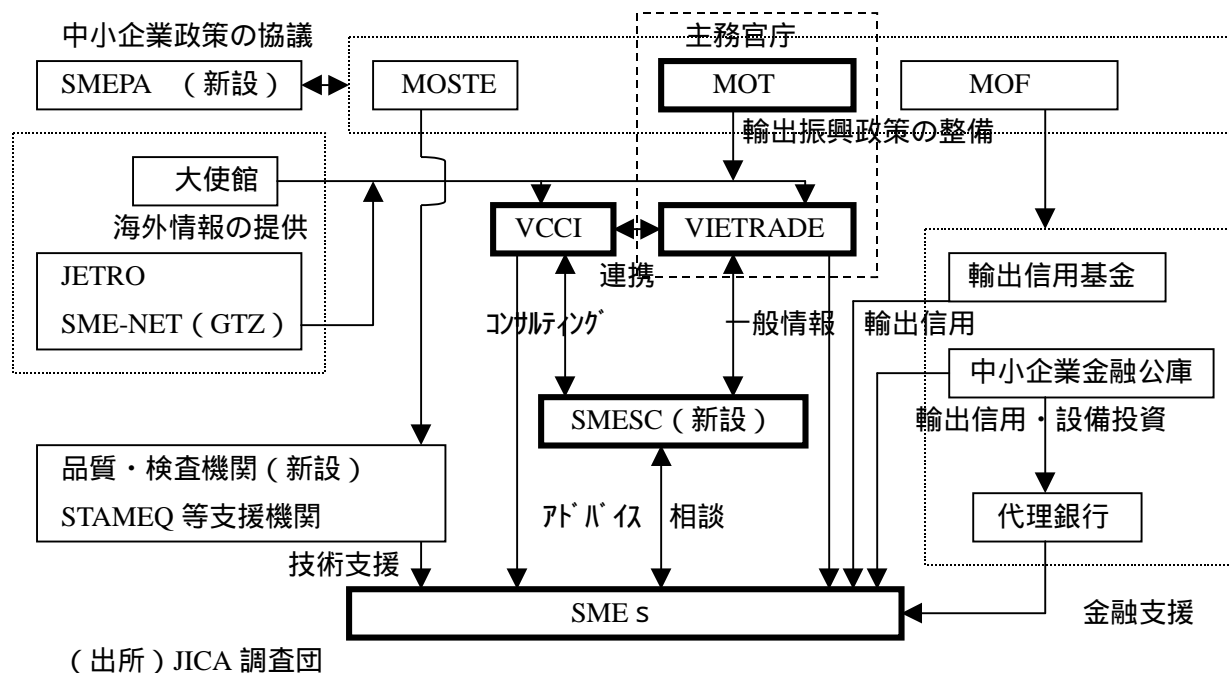 中小企業政策の協議
主務官庁
SMEPA （新設）
MOSTE
MOT
MOF
輸出振興政策の整備
大使館
海外情報の提供
VCCI
VIETRADE
連携
JETRO
SME-NET（GTZ）
輸出信用基金
ｺﾝｻﾙﾃｨﾝｸﾞ
一般情報
輸出信用
中小企業金融公庫
SMESC（新設）
輸出信用・設備投資
品質・検査機関（新設）
STAMEQ 等支援機関
ｱﾄﾞﾊﾞｲｽ
相談
代理銀行
技術支援
SMEｓ
金融支援
（出所）JICA 調査団